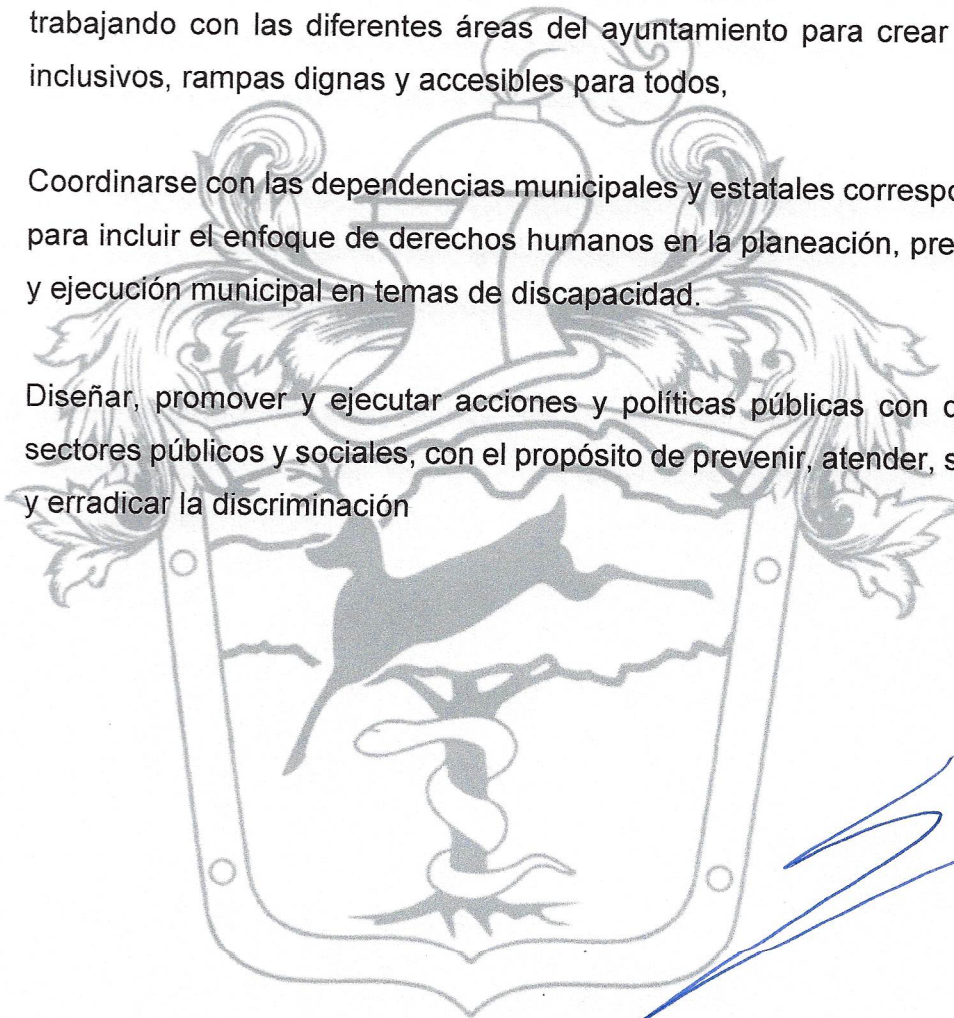 trabajando con las diferentes áreas del ayuntamiento para crear
inclusivos, rampas dignas y accesibles para todos,
Coordinarse con las dependencias municipales y estatales
para incluir el enfoque de derechos humanos en la planeación,
y ejecución municipal en temas de discapacidad.
Diseñar, promover y ejecutar acciones y políticas públicas con
sectores públicos y sociales, con el propósito de prevenir, atender,
y erradicar la discriminación